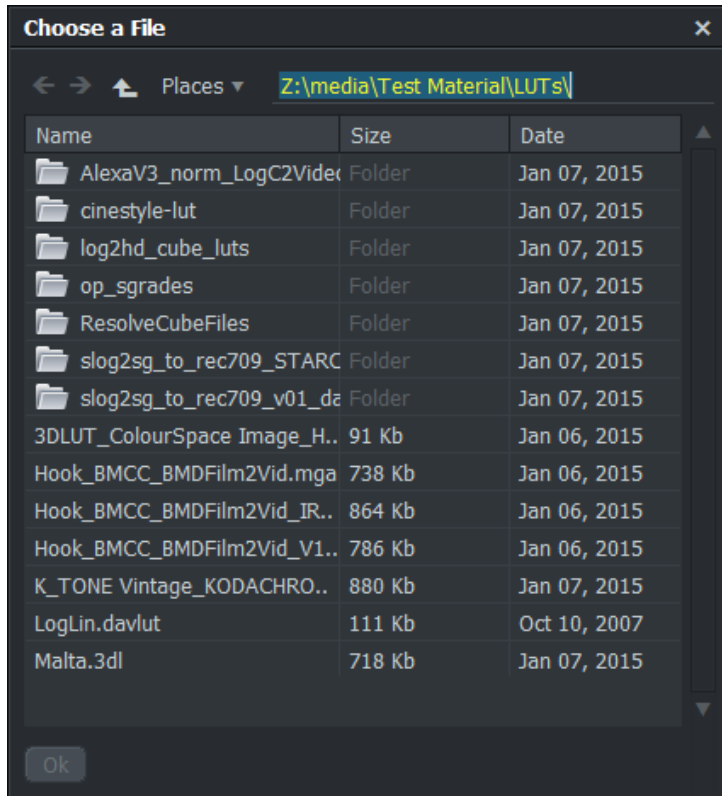 Choose a File
Places
Z:\media\Test Material\LUTs\
Name Size Date
AlexaV3_norm_LogC2Videc Folder Jan 07, 2015
cinestyle-lut Folder Jan 07, 2015
log2hd_cube_luts Folder Jan 07, 2015
op_sgrades Folder Jan 07, 2015
ResolveCubeFiles Folder Jan 07, 2015
slog2sg_to_rec709_STARC Folder Jan 07, 2015
slog2sg_to_rec709_v01_da Folder Jan 07, 2015
3DLUT_ColourSpace Image_H.. 91 Kb Jan 06, 2015
Hook_BMCC_BMDFilm2Vid.mga 738 Kb Jan 06, 2015
Hook_BMCC_BMDFilm2Vid_IR.. 864 Kb Jan 06, 2015
Hook_BMCC_BMDFilm2Vid_V1.. 786 Kb Jan 06, 2015
K_TONE Vintage_KODACHRO.. 880 Kb Jan 07, 2015
LogLin.davlut 111 Kb Oct 10, 2007
Malta.3dl 718 Kb Jan 07, 2015
Ok